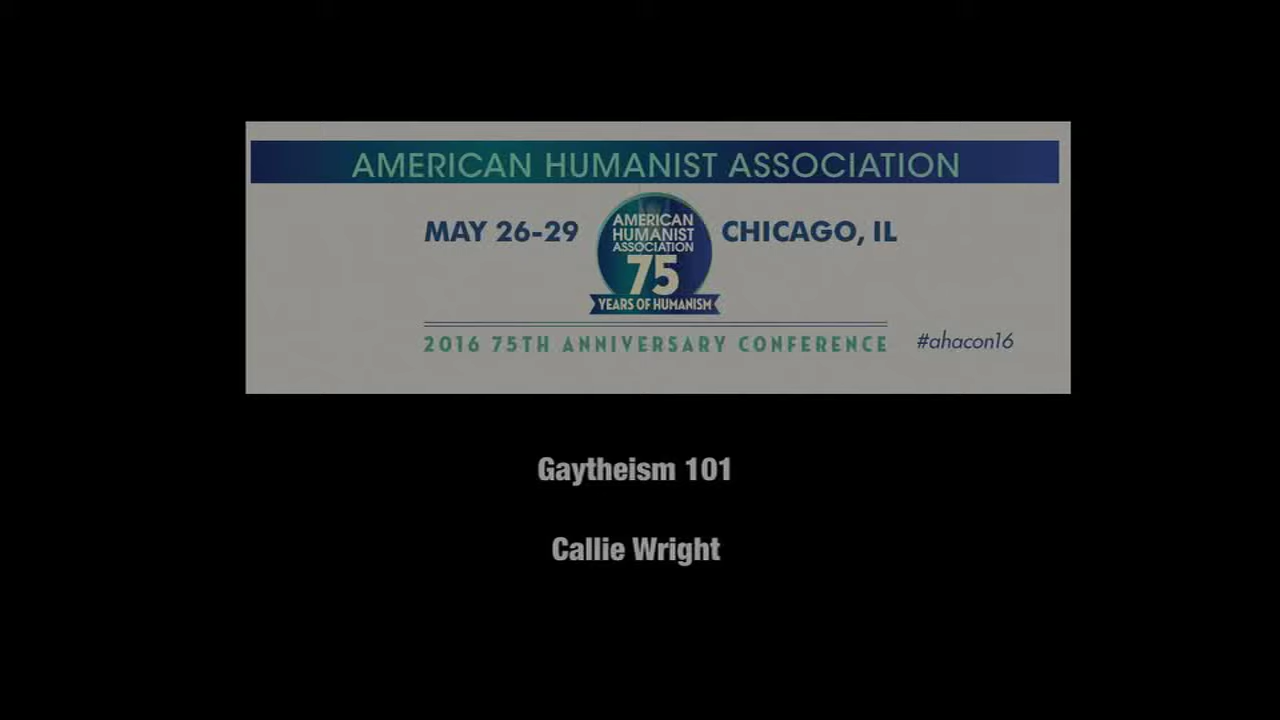 AMERICAN HUMANIST ASSOCIATION
MAY 26-29
AMERICAN
HUMANIST
ASSOCIATION
75
YEARS OF HUMANISM
CHICAGO, IL
2016 75TH ANNIVERSARY CONFERENCE
#ahacon16
Gaytheism 101
Callie Wright